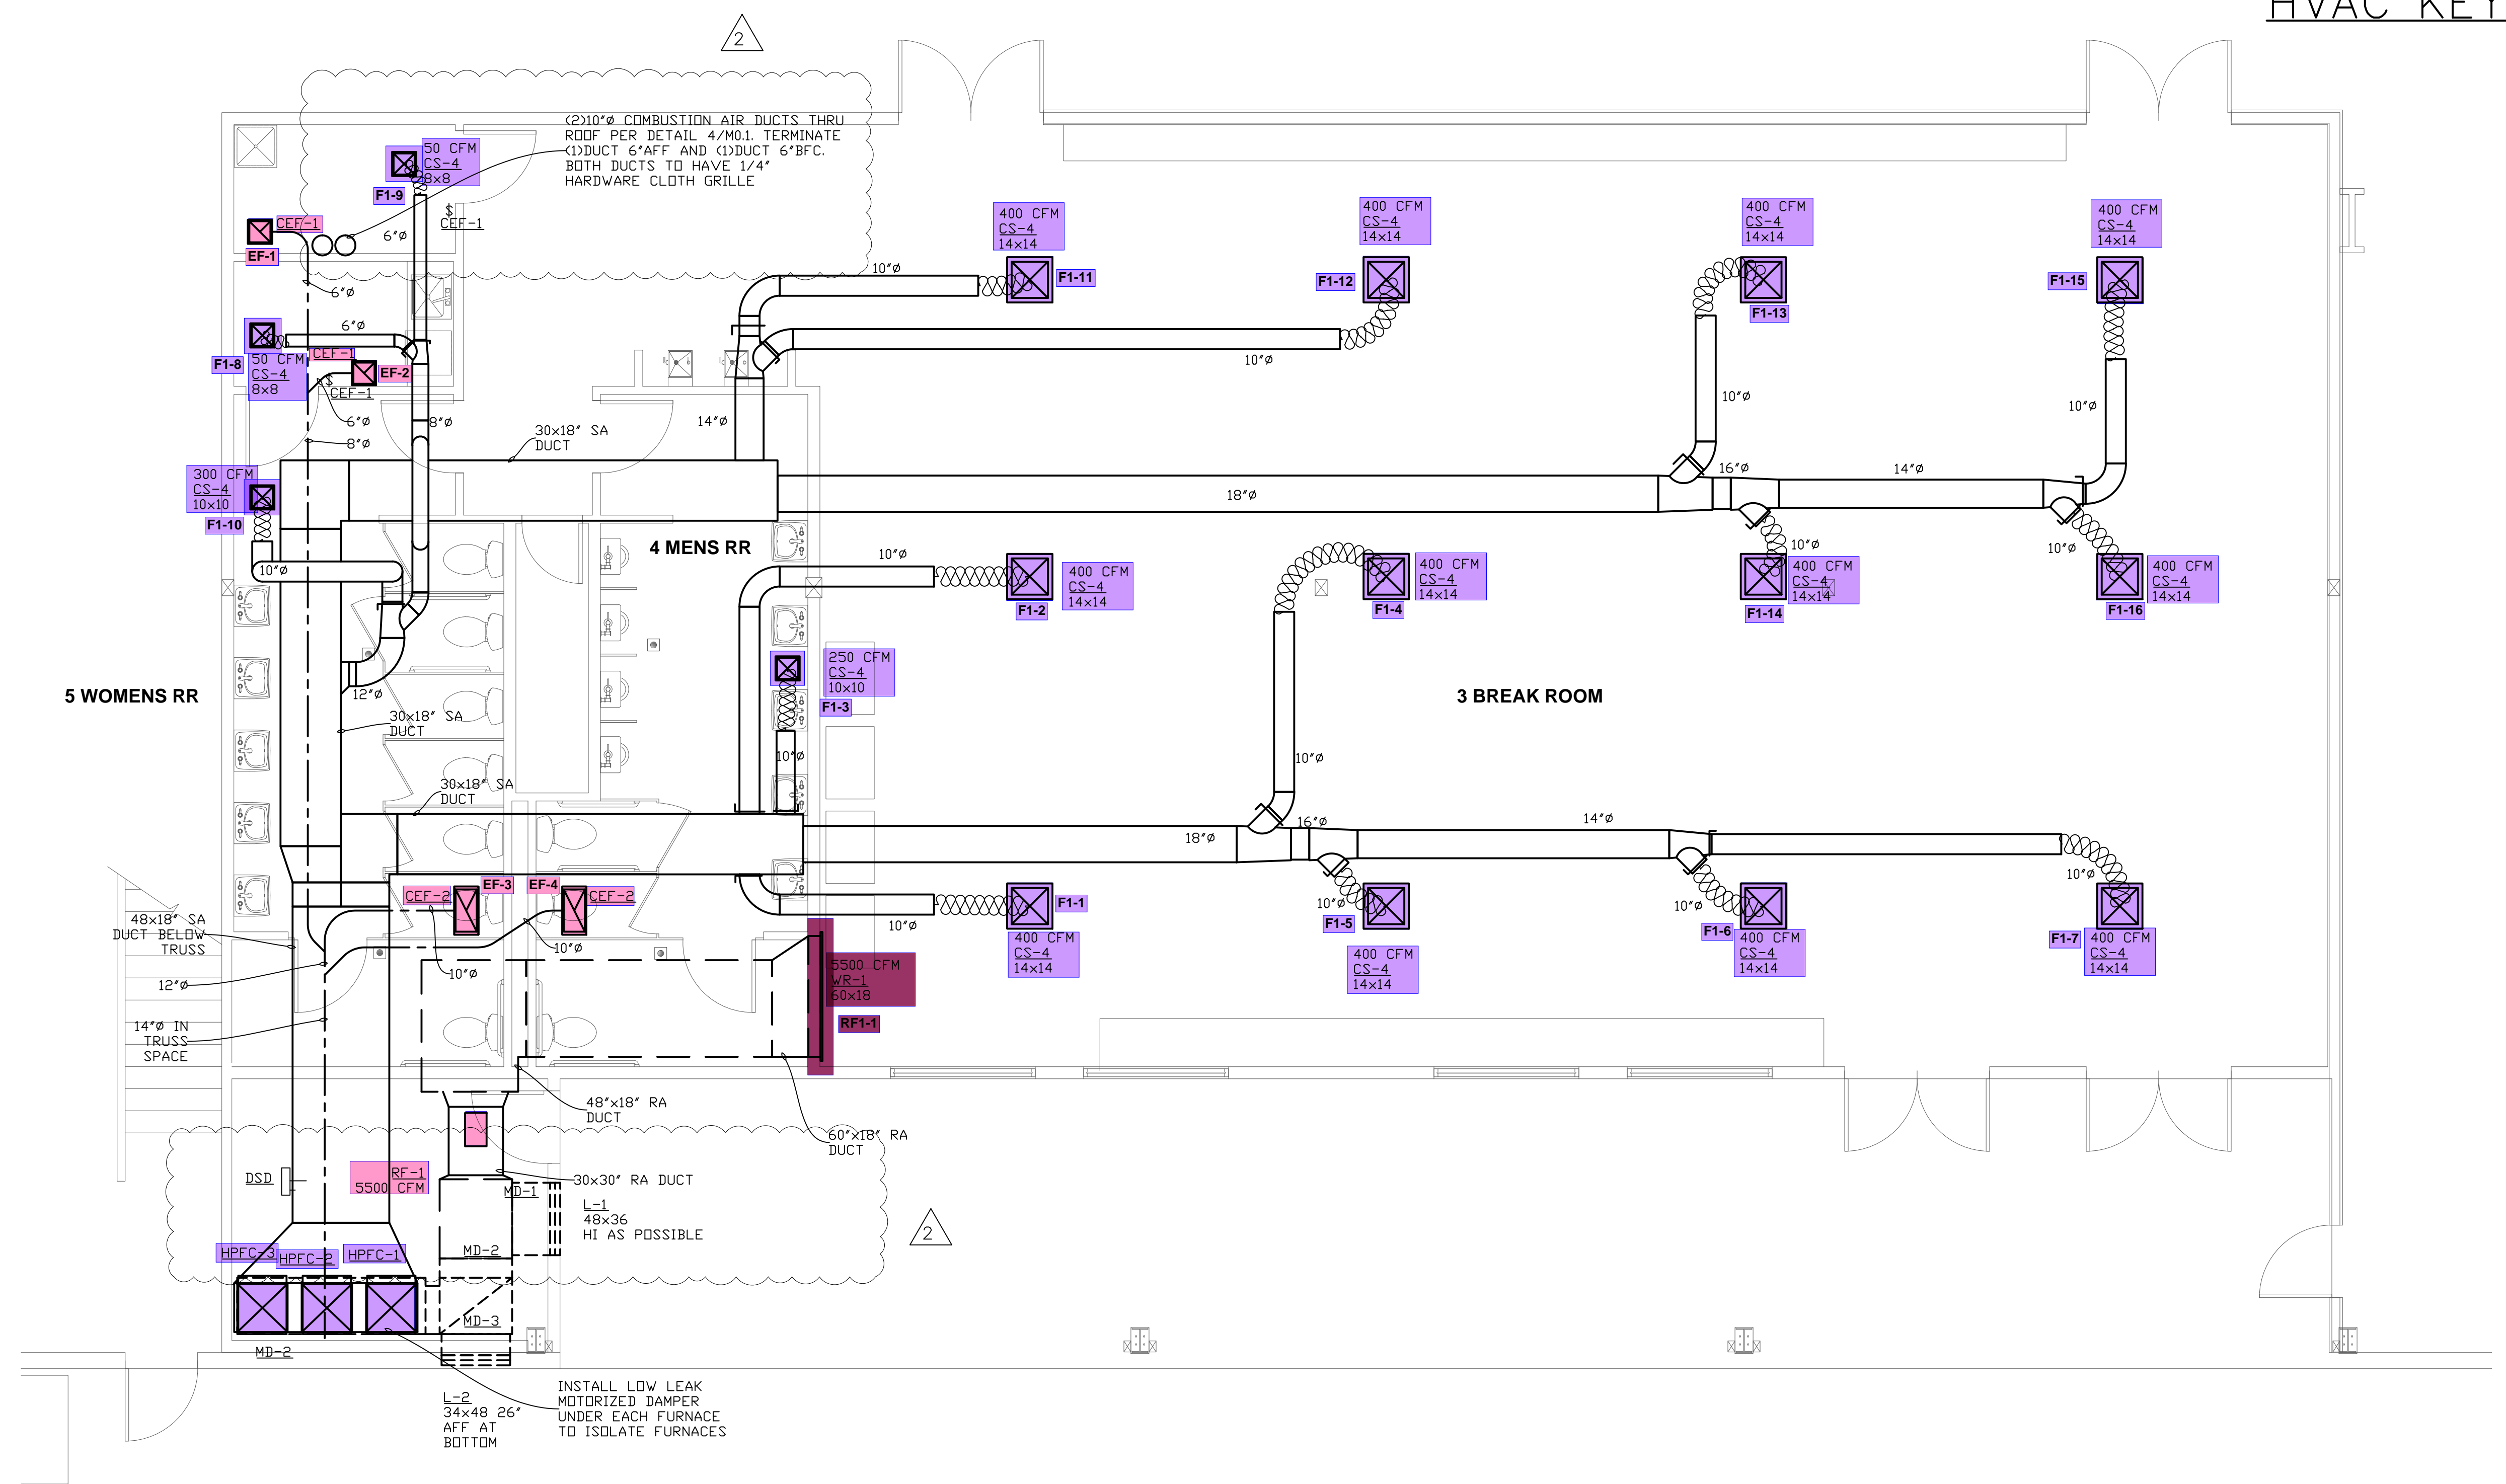 HVAC KEY
2
(2)10"ø COMBUSTION AIR DUCTS THRU
ROOF PER DETAIL 4/M0.1. TERMINATE
(1)DUCT 6"AFF AND (1)DUCT 6"BFC.
BOTH DUCTS TO HAVE 1/4"
HARDWARE CLOTH GRILLE
50 CFM
CS-4
8x8
F1-9
$
CEF-1
CEF-1
EF-1
6"ø
6"ø
6"ø
F1-8
50 CFM
CS-4
8x8
CEF-1
EF-2
$
CEF-1
6"ø
8"ø
8"ø
30x18" SA
DUCT
14"ø
10"ø
400 CFM
CS-4
14x14
F1-11
10"ø
400 CFM
CS-4
14x14
F1-12
400 CFM
CS-4
14x14
F1-13
400 CFM
CS-4
14x14
F1-15
10"ø
10"ø
18"ø
16"ø
14"ø
300 CFM
CS-4
10x10
F1-10
10"ø
4 MENS RR
10"ø
F1-2
400 CFM
CS-4
14x14
400 CFM
CS-4
14x14
F1-4
10"ø
400 CFM
CS-4
14x14
F1-14
10"ø
400 CFM
CS-4
14x14
F1-16
5 WOMENS RR
12"ø
30x18" SA
DUCT
250 CFM
CS-4
10x10
F1-3
10"ø
3 BREAK ROOM
10"ø
30x18" SA
DUCT
18"ø
16"ø
14"ø
CEF-2
EF-3
EF-4
CEF-2
10"ø
F1-1
400 CFM
CS-4
14x14
10"ø
F1-5
400 CFM
CS-4
14x14
10"ø
F1-6
400 CFM
CS-4
14x14
10"ø
F1-7
400 CFM
CS-4
14x14
48x18" SA
DUCT BELOW
TRUSS
10"ø
10"ø
12"ø
14"ø IN
TRUSS
SPACE
5500 CFM
WR-1
60x18
RF1-1
48"x18" RA
DUCT
60"x18" RA
DUCT
DSD
RF-1
5500 CFM
30x30" RA DUCT
MD-1
L-1
48x36
HI AS POSSIBLE
2
HPFC-3
HPFC-2
HPFC-1
MD-2
MD-3
MD-2
L-2
34x48 26"
AFF AT
BOTTOM
INSTALL LOW LEAK
MOTORIZED DAMPER
UNDER EACH FURNACE
TO ISOLATE FURNACES